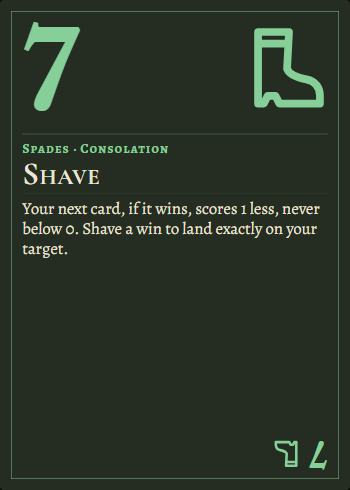 7
Spades · Consolation
Shave
Your next card, if it wins, scores 1 less, never
below 0. Shave a win to land exactly on your
target.
7